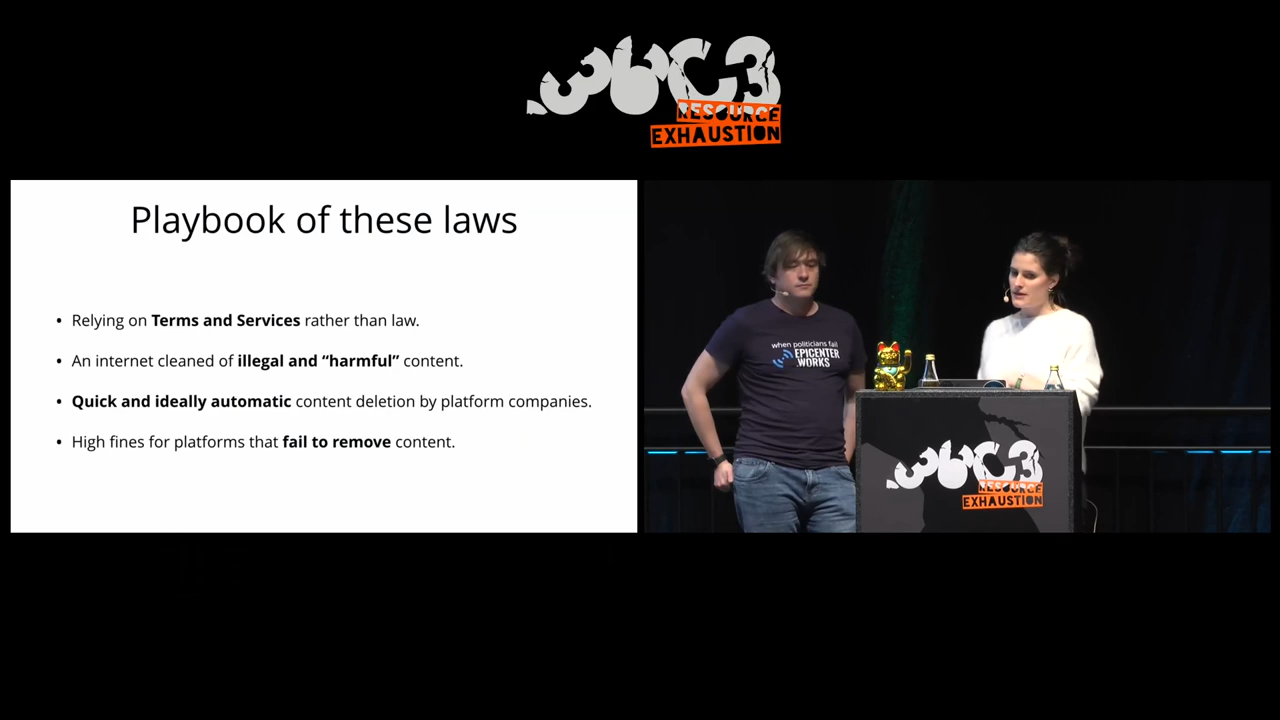 36C3
RESOURCE
EXHAUSTION
Playbook of these laws
• Relying on Terms and Services rather than law.
• An internet cleaned of illegal and “harmful” content.
• Quick and ideally automatic content deletion by platform companies.
• High fines for platforms that fail to remove content.
when politicians fail
EPICENTER
.WORKS
36C3
RESOURCE
EXHAUSTION